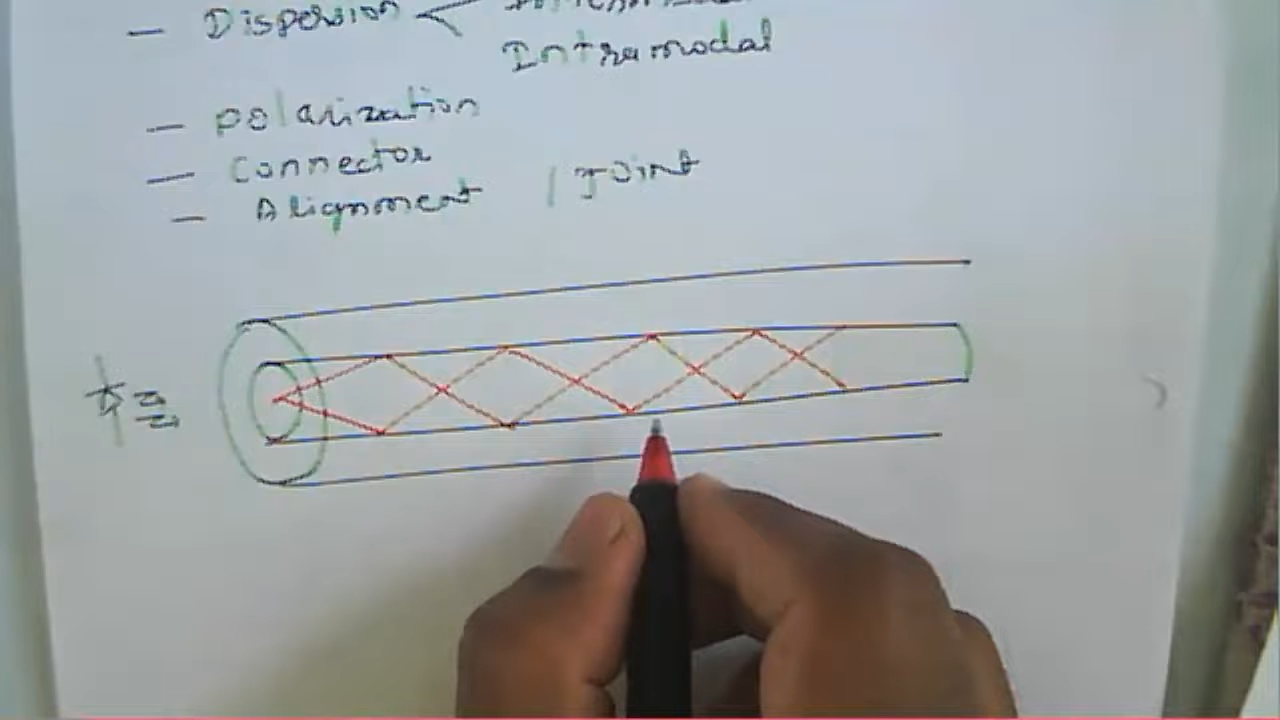 — Dispersion <
Intramodal
— Polarization
— Connector
— Alignment / Joint